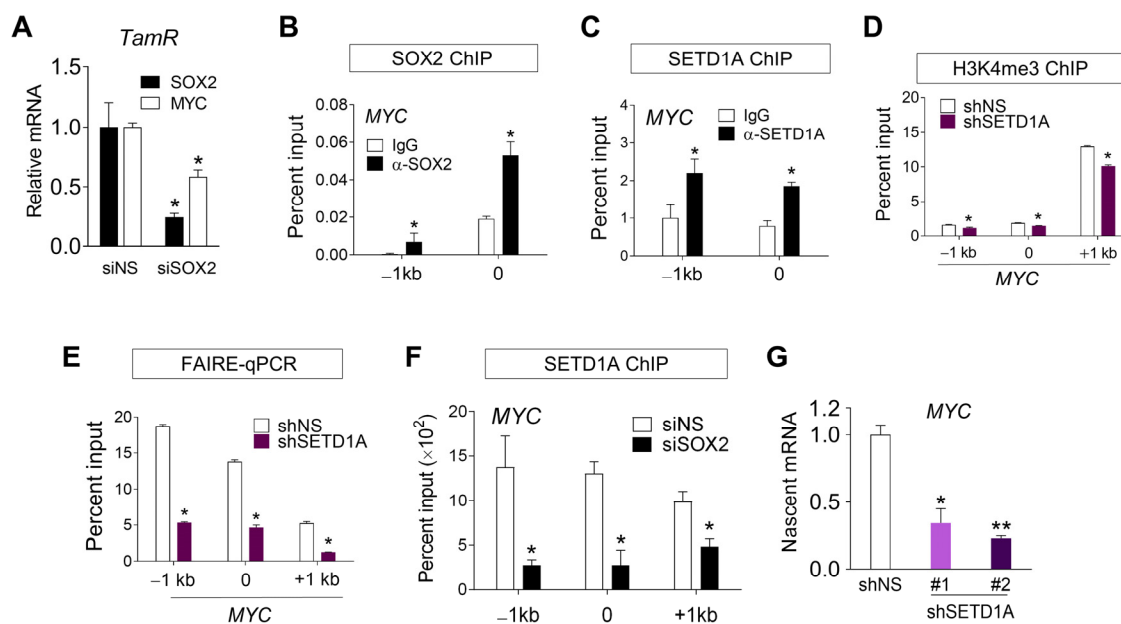 A
TamR
Relative mRNA
1.5
1.0
0.5
0.0
SOX2
MYC
*
*
siNS
siSOX2
B
SOX2 ChIP
Percent input
0.08
0.06
0.04
0.02
0.00
MYC
IgG
α-SOX2
*
*
−1kb
0
C
SETD1A ChIP
Percent input
4
3
2
1
0
MYC
IgG
α-SETD1A
*
*
−1kb
0
D
H3K4me3 ChIP
Percent input
20
15
10
5
0
shNS
shSETD1A
*
*
*
−1 kb
0
+1 kb
MYC
E
FAIRE-qPCR
Percent input
20
15
10
5
0
shNS
shSETD1A
*
*
*
−1 kb
0
+1 kb
MYC
F
SETD1A ChIP
Percent input (×10²)
20
15
10
5
0
MYC
siNS
siSOX2
*
*
*
−1kb
0
+1kb
G
MYC
Nascent mRNA
1.2
1.0
0.5
0.0
*
**
shNS
#1
#2
shSETD1A